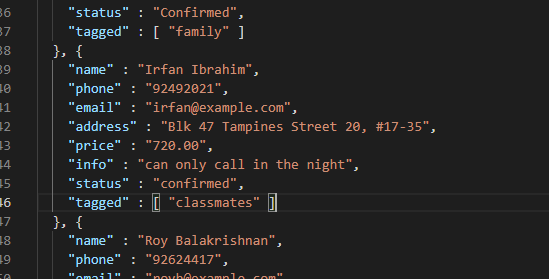 36 "status" : "Confirmed",
37 "tagged" : [ "family" ]
38 }, {
39 "name" : "Irfan Ibrahim",
40 "phone" : "92492021",
41 "email" : "irfan@example.com",
42 "address" : "Blk 47 Tampines Street 20, #17-35",
43 "price" : "720.00",
44 "info" : "can only call in the night",
45 "status" : "confirmed",
46 "tagged" : [ "classmates" ]
47 }, {
48 "name" : "Roy Balakrishnan",
49 "phone" : "92624417",
50 "email" : "royb@example.com",